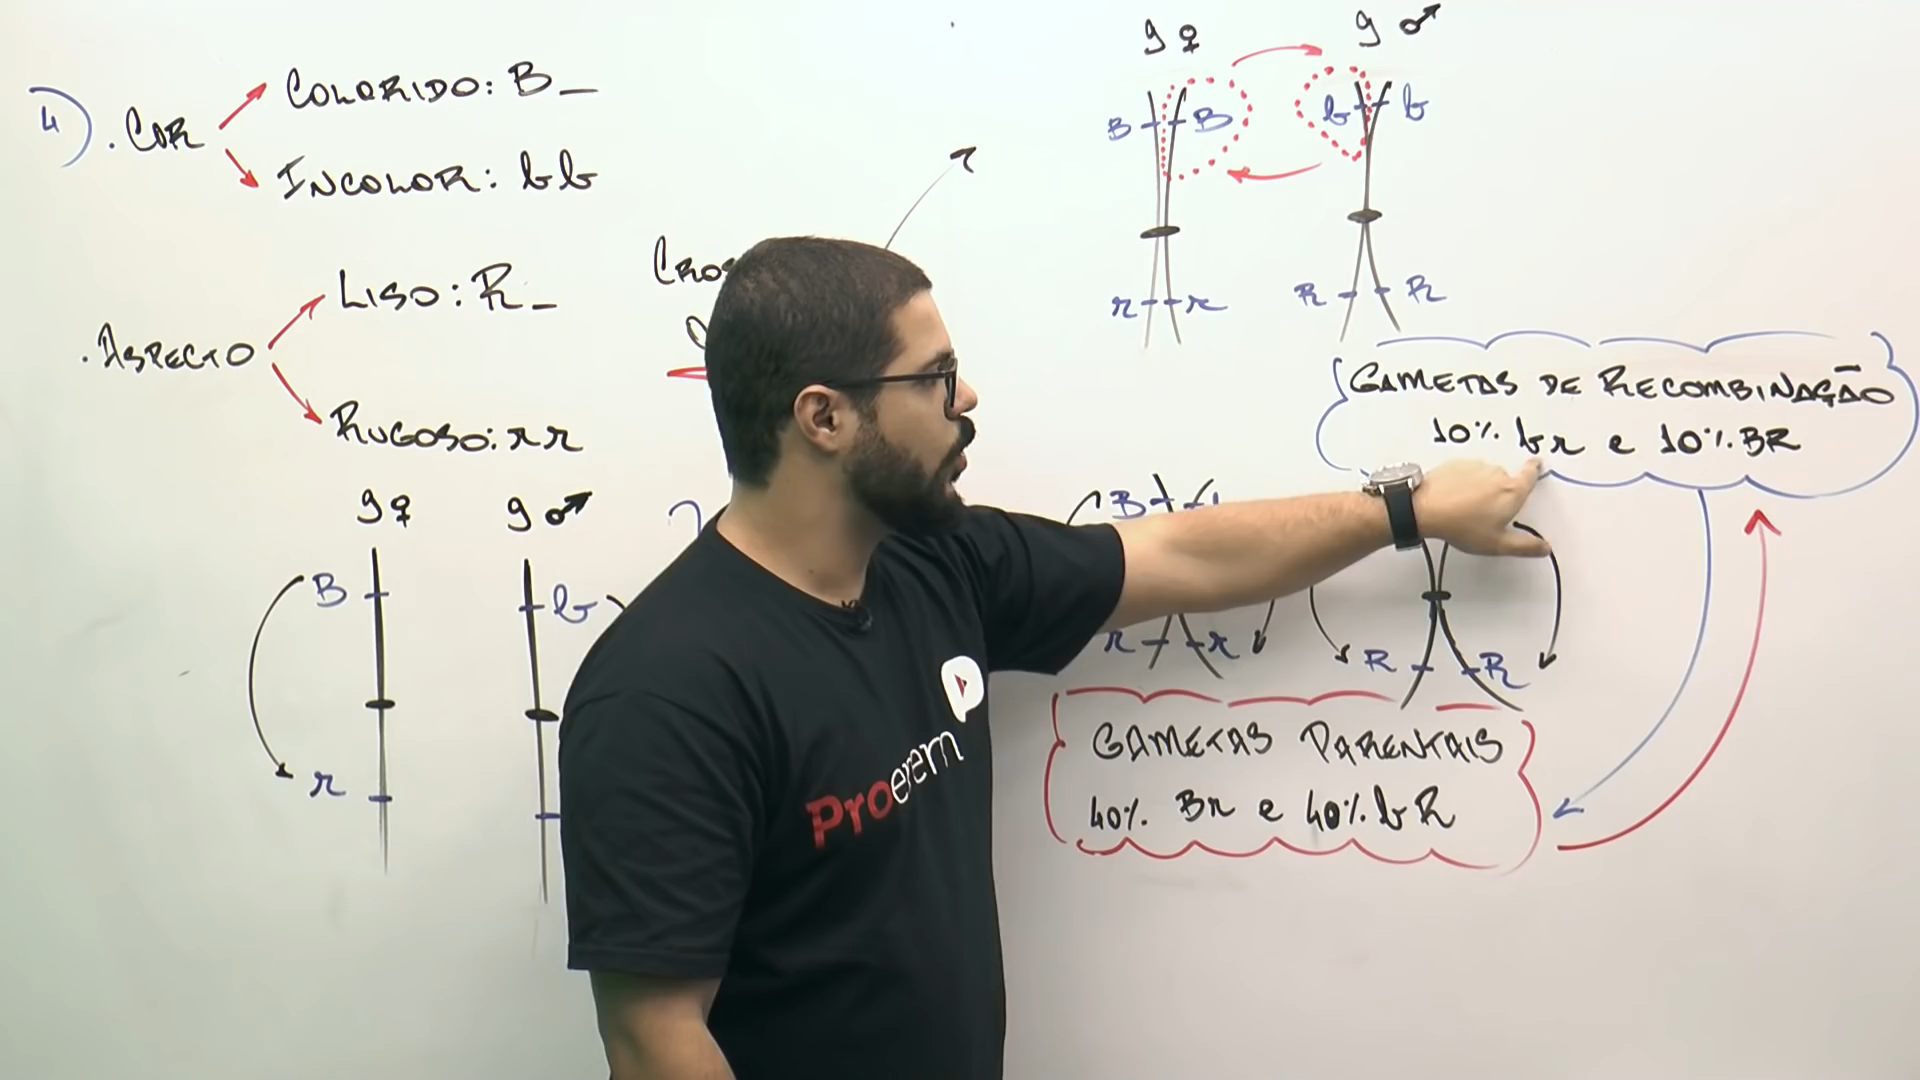 4) . COR
COLORIDO: B_
INCOLOR: bb
. ASPECTO
LISO: R_
RUGOSO: rr
g♀ g♂
B b
r
g♀ g♂
B B b b
r r R R
GAMETAS DE RECOMBINAÇÃO
10% br e 10% BR
B
r r R R
GAMETAS PARENTAIS
40% Br e 40% bR
Proenem